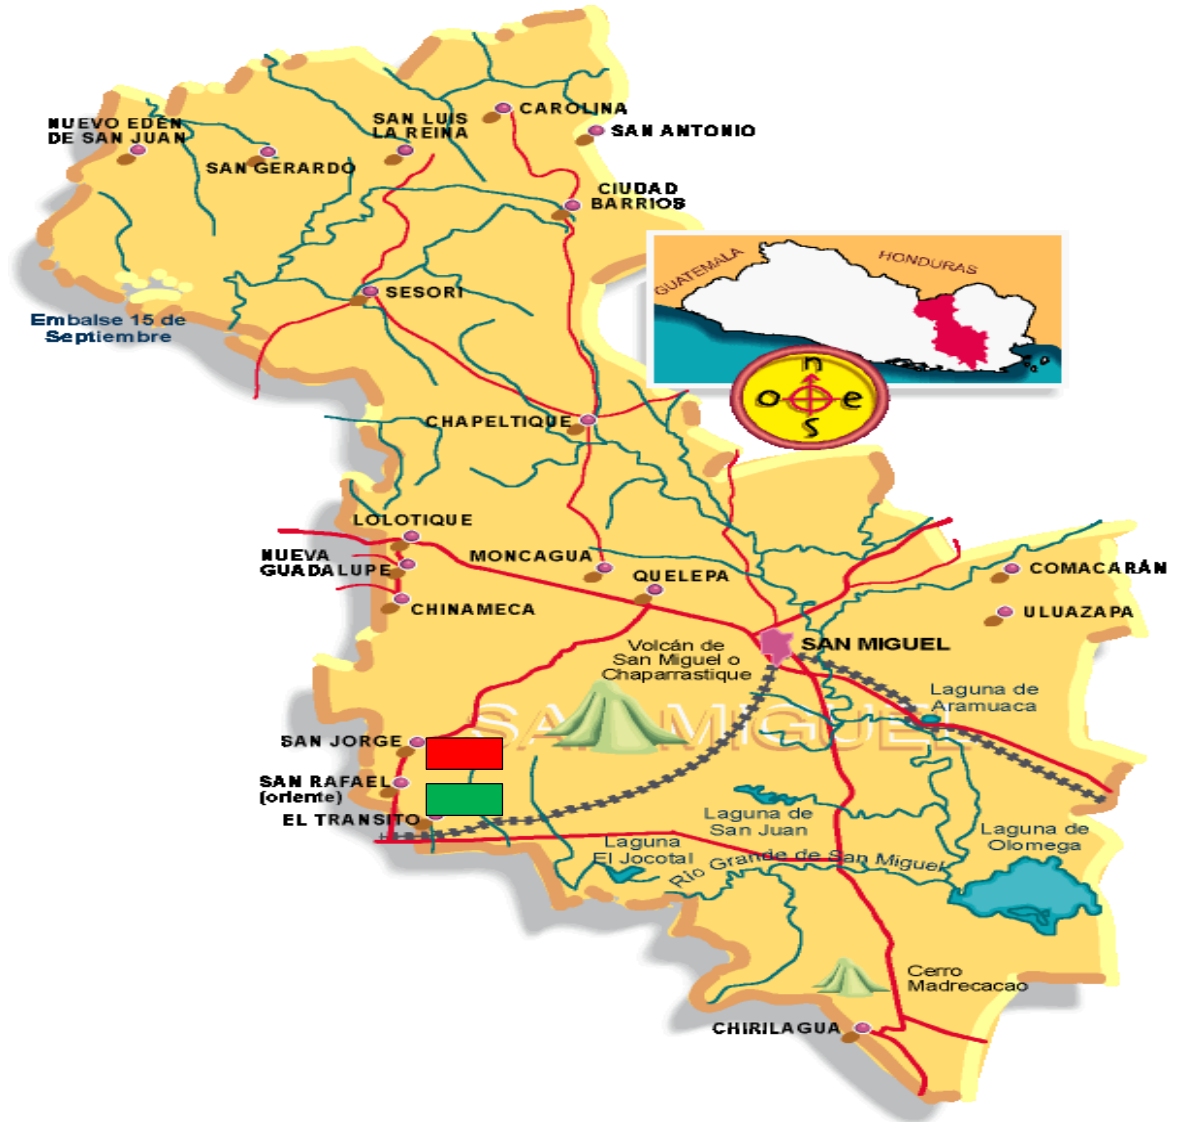 CAROLINA
SAN LUIS
LA REINA
SAN ANTONIO
NUEVO EDEN
DE SAN JUAN
SAN GERARDO
CIUDAD
BARRIOS
GUATEMALA
HONDURAS
SESORI
Embalse 15 de
Septiembre
n
o
e
s
CHAPELTIQUE
LOLOTIQUE
NUEVA
GUADALUPE
MONCAGUA
QUELEPA
COMACARÁN
CHINAMECA
ULUAZAPA
SAN MIGUEL
Volcán de
San Miguel o
Chaparrastique
Laguna de
Aramuaca
SAN MIGUEL
SAN JORGE
SAN RAFAEL
(oriente)
EL TRANSITO
Laguna de
San Juan
Laguna de
Olomega
Laguna
El Jocotal
Rio Grande de San Miguel
Cerro
Madrecacao
CHIRILAGUA